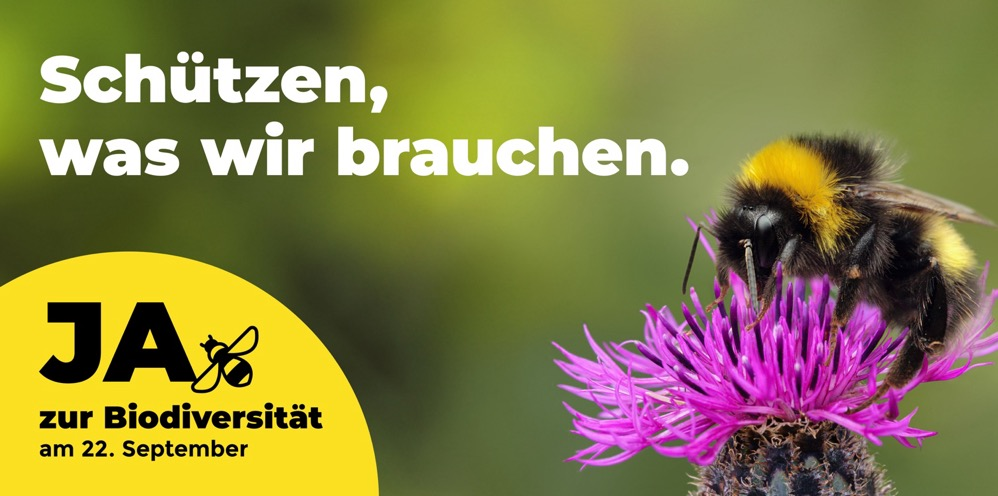 Schützen,
was wir brauchen.
JA
zur Biodiversität
am 22. September